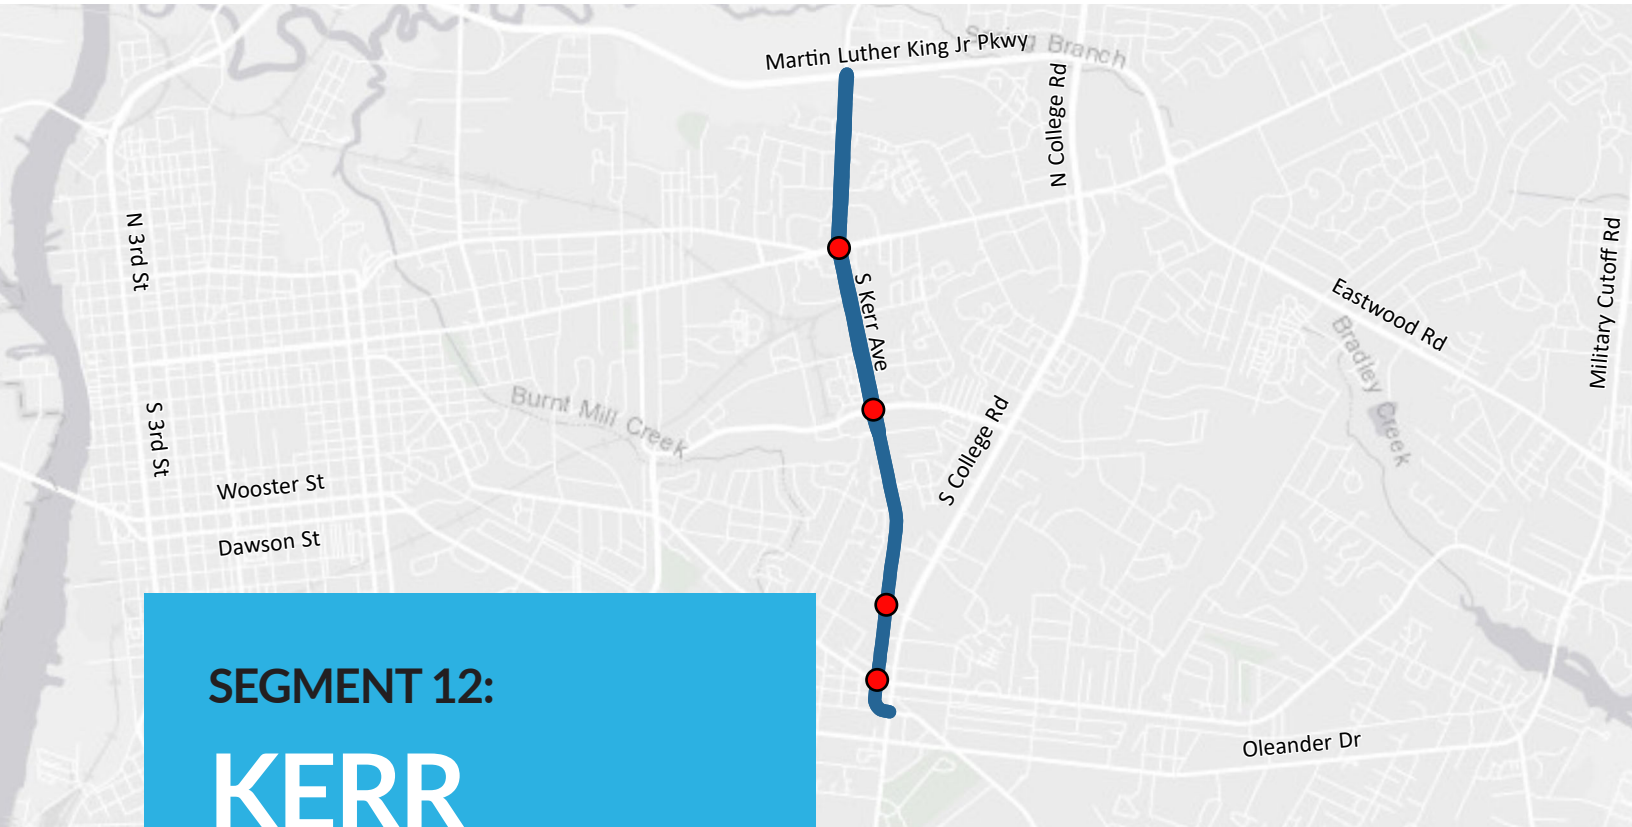 Martin Luther King Jr Pkwy
Spring Branch
N College Rd
N 3rd St
S Kerr Ave
Military Cutoff Rd
Eastwood Rd
Bradley Creek
Burnt Mill Creek
S 3rd St
S College Rd
Wooster St
Dawson St
SEGMENT 12:
KERR
Oleander Dr